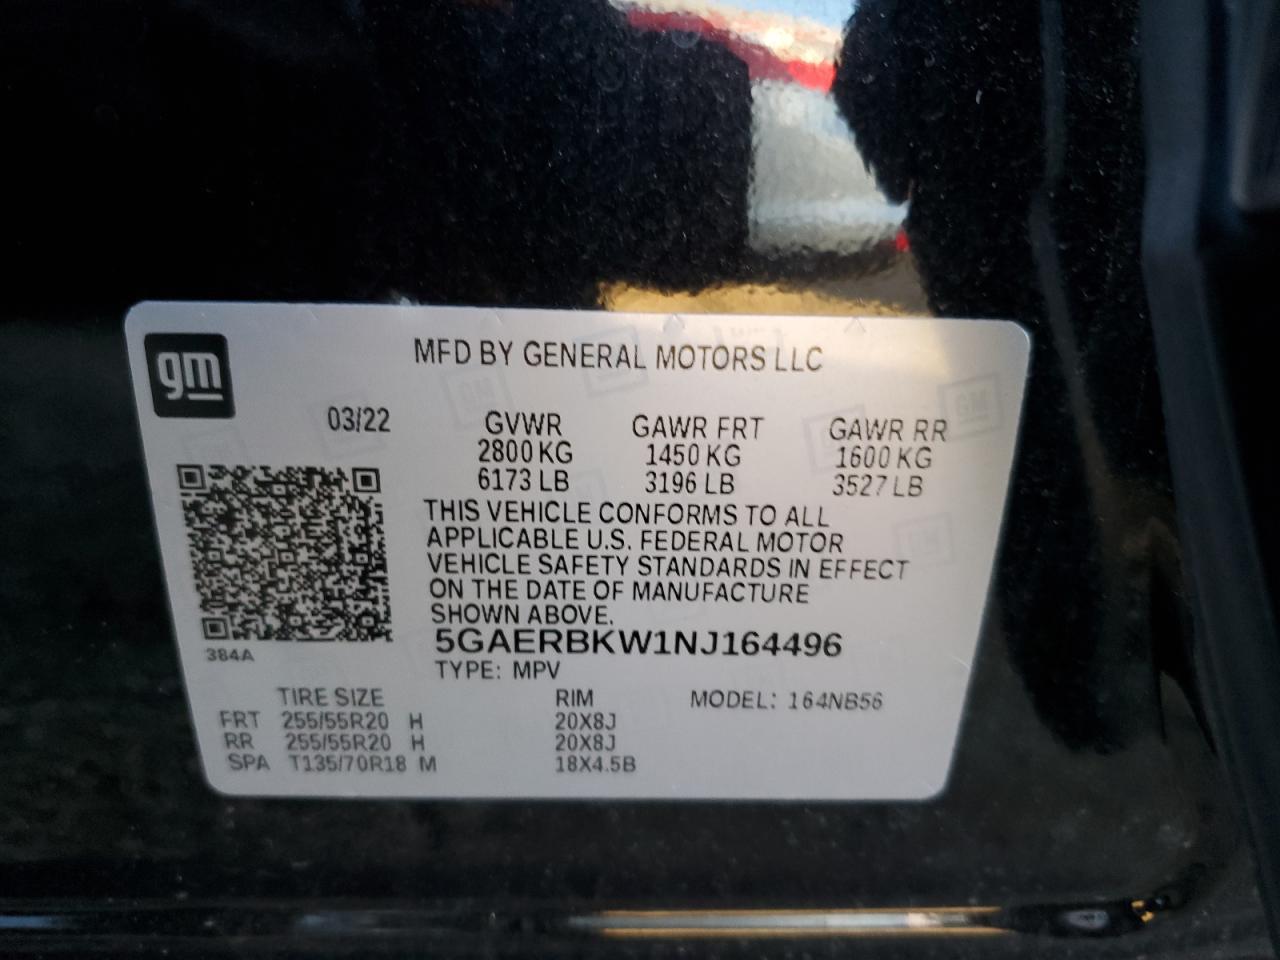 gm
MFD BY GENERAL MOTORS LLC
03/22
GVWR GAWR FRT GAWR RR
2800 KG 1450 KG 1600 KG
6173 LB 3196 LB 3527 LB
THIS VEHICLE CONFORMS TO ALL
APPLICABLE U.S. FEDERAL MOTOR
VEHICLE SAFETY STANDARDS IN EFFECT
ON THE DATE OF MANUFACTURE
SHOWN ABOVE.
5GAERBKW1NJ164496
384A
TYPE: MPV
TIRE SIZE RIM MODEL: 164NB56
FRT 255/55R20 H 20X8J
RR 255/55R20 H 20X8J
SPA T135/70R18 M 18X4.5B